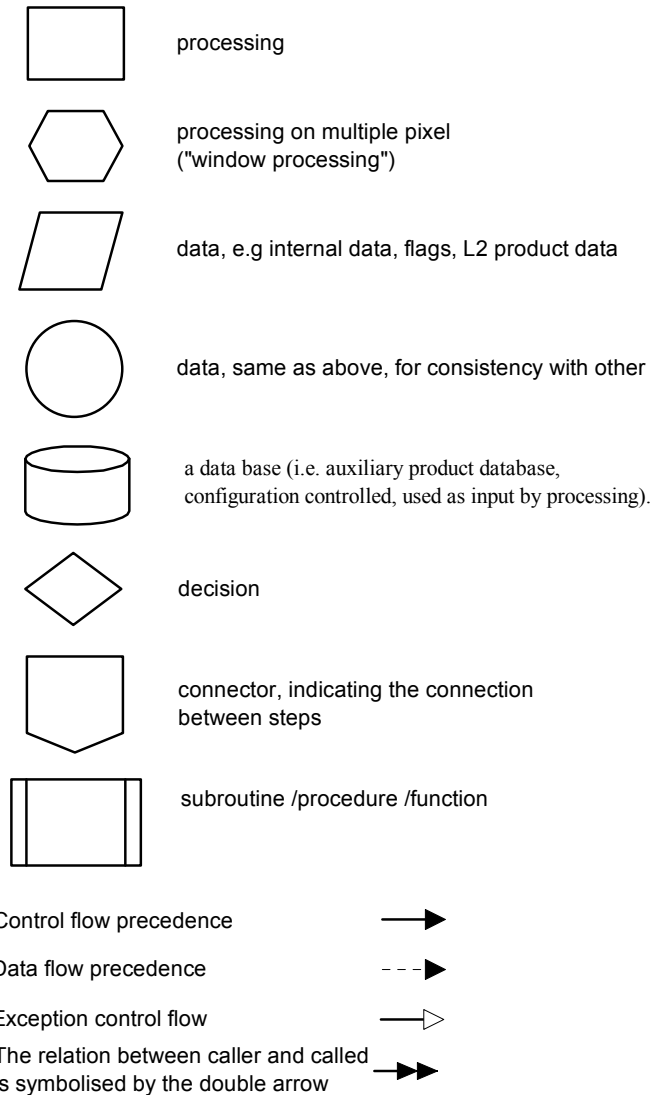 processing
processing on multiple pixel
("window processing")
data, e.g internal data, flags, L2 product data
data, same as above, for consistency with other
a data base (i.e. auxiliary product database,
configuration controlled, used as input by processing).
decision
connector, indicating the connection
between steps
subroutine /procedure /function
Control flow precedence
Data flow precedence
Exception control flow
The relation between caller and called
is symbolised by the double arrow